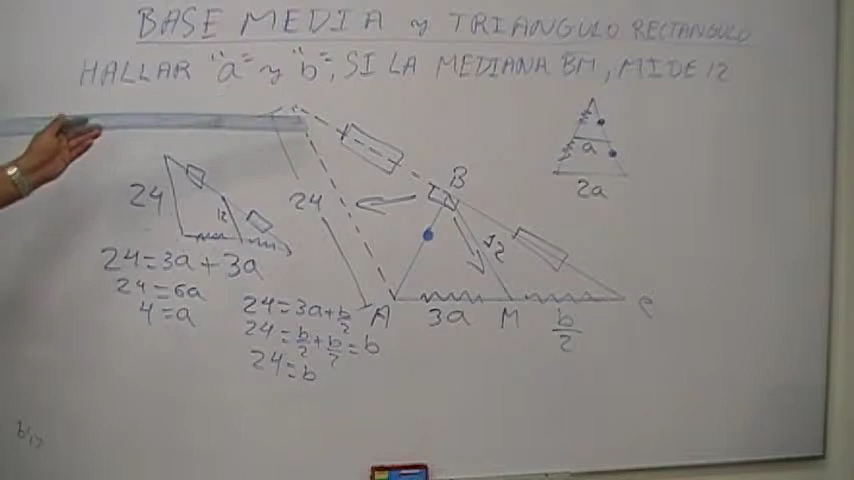 BASE MEDIA y TRIANGULO RECTANGULO
HALLAR "a" y "b", SI LA MEDIANA BM, MIDE 12
a
2a
24
12
24=3a+3a
24=6a
4=a
24
B
12
A
3a
M
b/2
C
24=3a+b/2
24=b/2+b/2=b
24=b